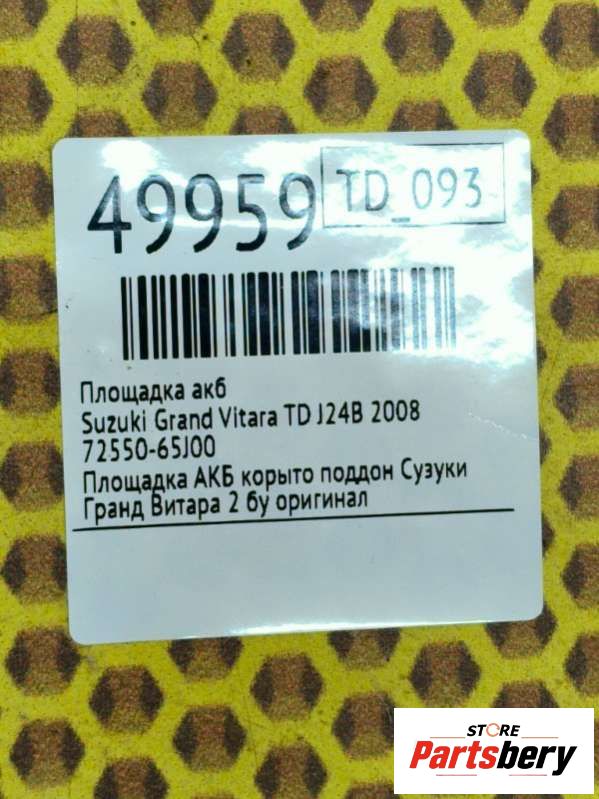 49959 TD_093
Площадка акб
Suzuki Grand Vitara TD J24B 2008
72550-65J00
Площадка АКБ корыто поддон Сузуки
Гранд Витара 2 бу оригинал
STORE
Partsbery